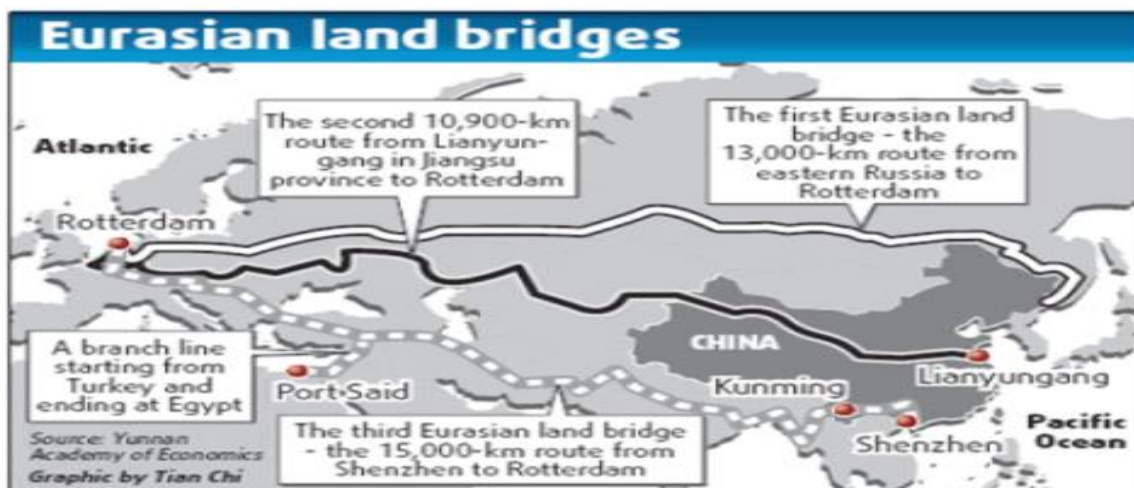 Eurasian land bridges
Atlantic
The second 10,900-km
route from Lianyun-
gang in Jiangsu
province to Rotterdam
The first Eurasian land
bridge - the
13,000-km route from
eastern Russia to
Rotterdam
Rotterdam
CHINA
A branch line
starting from
Turkey and
ending at Egypt
Port Said
Kunming
Lianyungang
Shenzhen
Pacific
Ocean
The third Eurasian land bridge
- the 15,000-km route from
Shenzhen to Rotterdam
Source: Yunnan
Academy of Economics
Graphic by Tian Chi